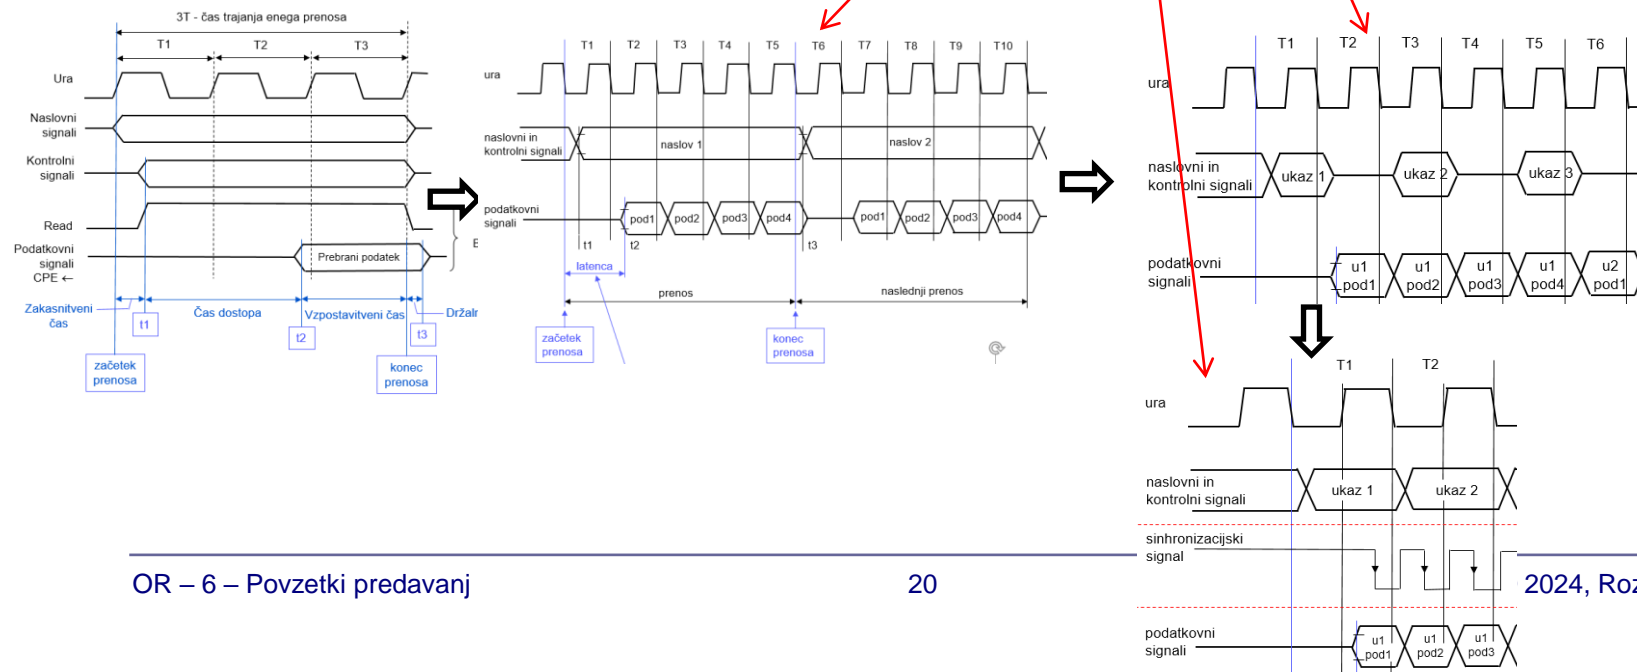 3T - čas trajanja enega prenosa
T1 T2 T3
Ura
Naslovni
signali
Kontrolni
signali
Read
Podatkovni
signali
CPE ←
Prebrani podatek
Zakasnitveni
čas
Čas dostopa
Vzpostavitveni čas
t1
t2
t3
začetek
prenosa
konec
prenosa
T1 T2 T3 T4 T5 T6 T7 T8 T9 T10
ura
naslovni in
kontrolni signali
naslov 1
naslov 2
podatkovni
signali
pod1 pod2 pod3 pod4 pod1 pod2 pod3 pod4
t1 t2 t3
latenca
prenos
naslednji prenos
začetek
prenosa
konec
prenosa
T1 T2 T3 T4 T5 T6
ura
naslovni in
kontrolni signali
ukaz 1 ukaz 2 ukaz 3
podatkovni
signali
u1 u1 u1 u1 u2
pod1 pod2 pod3 pod4 pod1
T1 T2
ura
naslovni in
kontrolni signali
ukaz 1 ukaz 2
sinhronizacijski
signal
podatkovni
signali
u1 u1 u1
pod1 pod2 pod3
OR – 6 – Povzetki predavanj
20
2024,